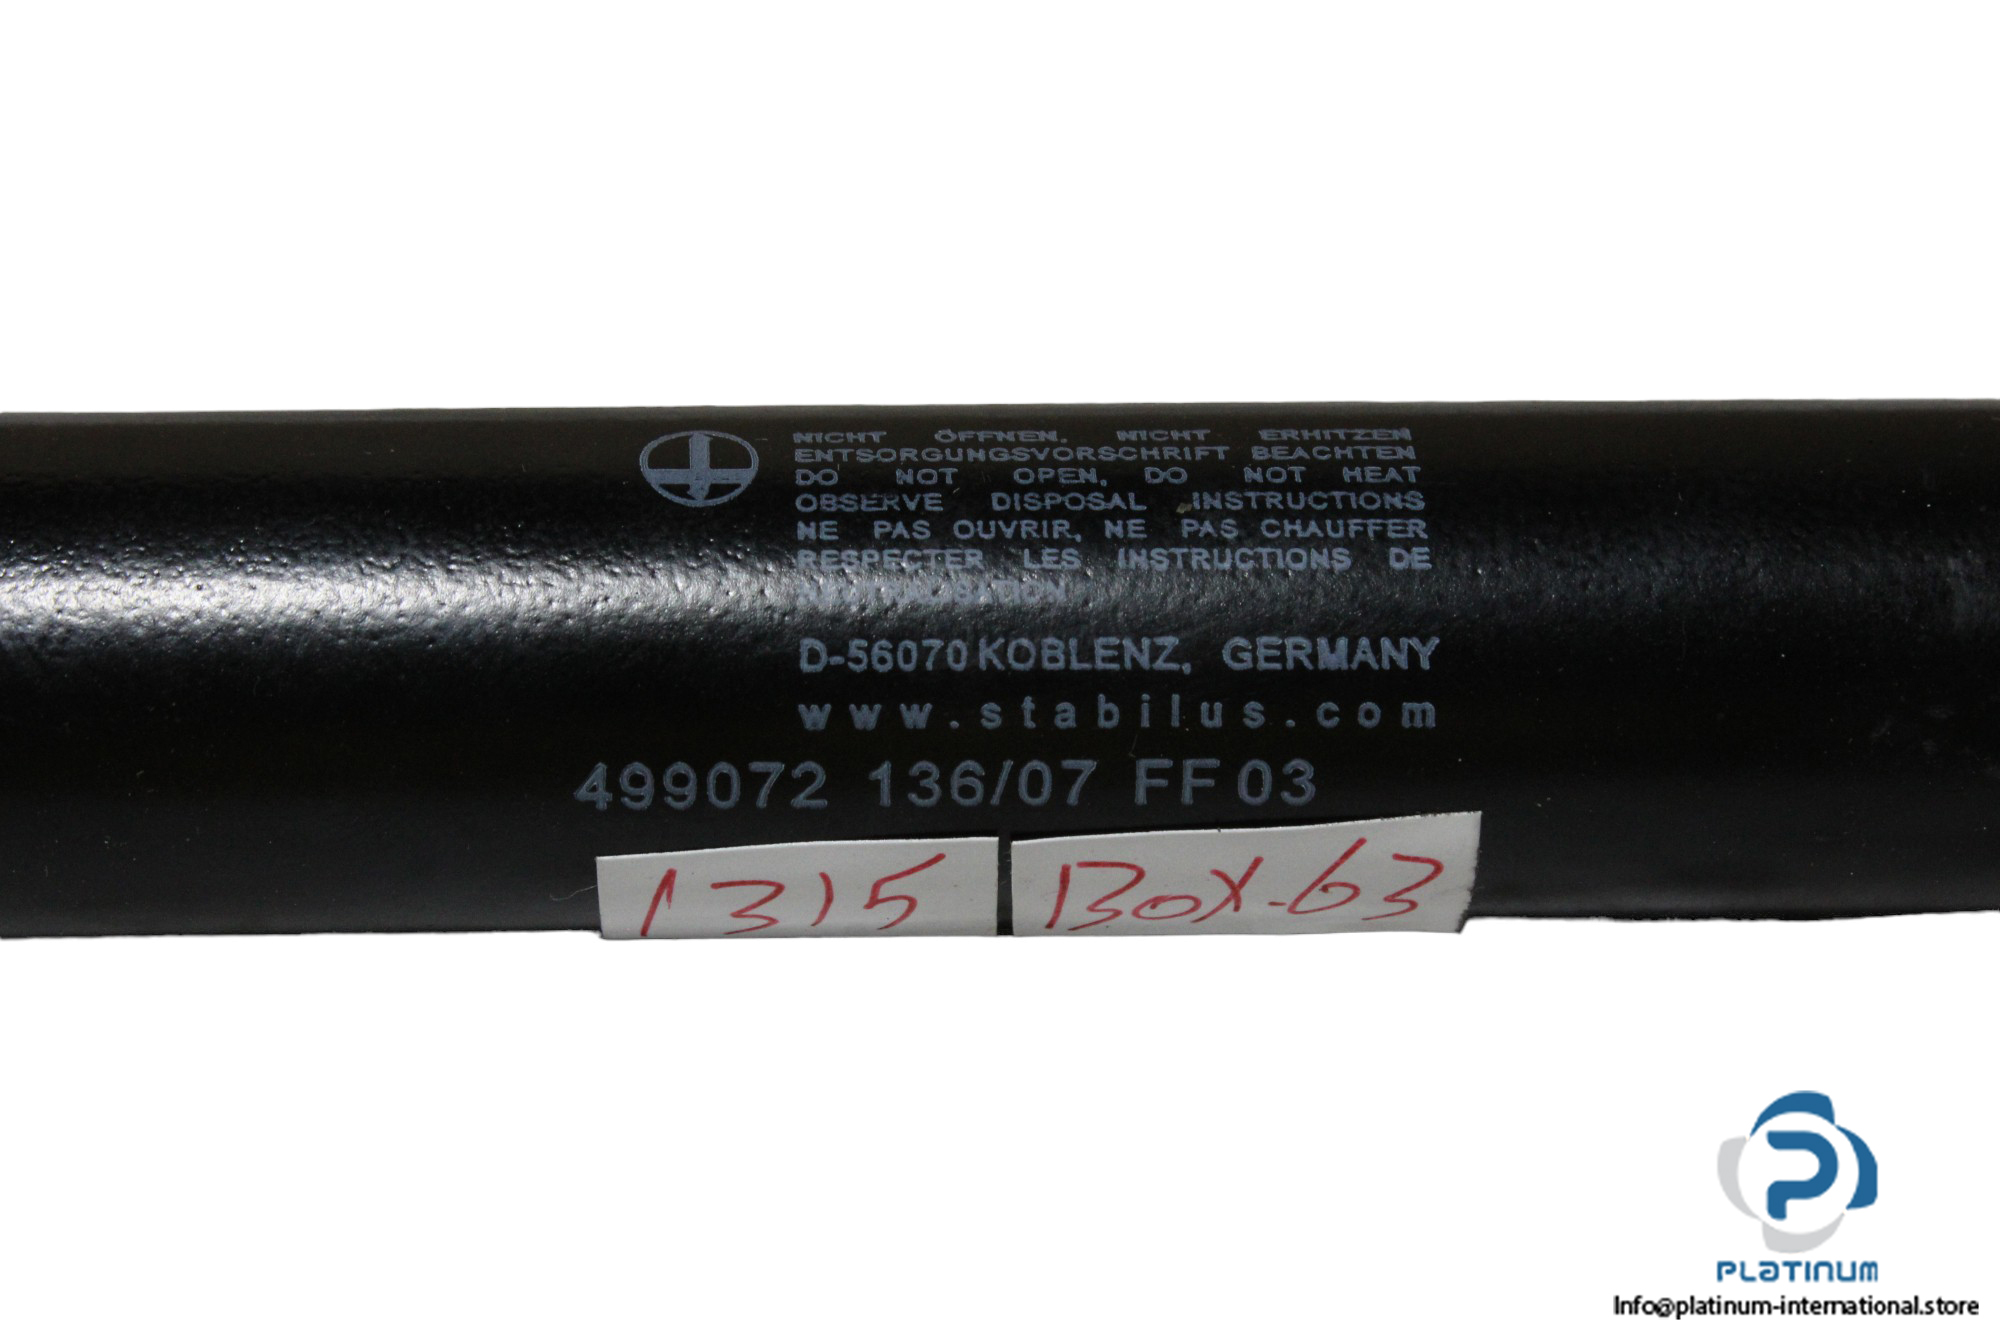 NICHT ÖFFNEN, NICHT ERHITZEN
ENTSORGUNGSVORSCHRIFT BEACHTEN
DO NOT OPEN, DO NOT HEAT
OBSERVE DISPOSAL INSTRUCTIONS
NE PAS OUVRIR, NE PAS CHAUFFER
RESPECTER LES INSTRUCTIONS DE
D-56070 KOBLENZ, GERMANY
www.stabilus.com
499072 136/07 FF 03
1315
BOX-63
PLATINUM
Info@platinum-international.store